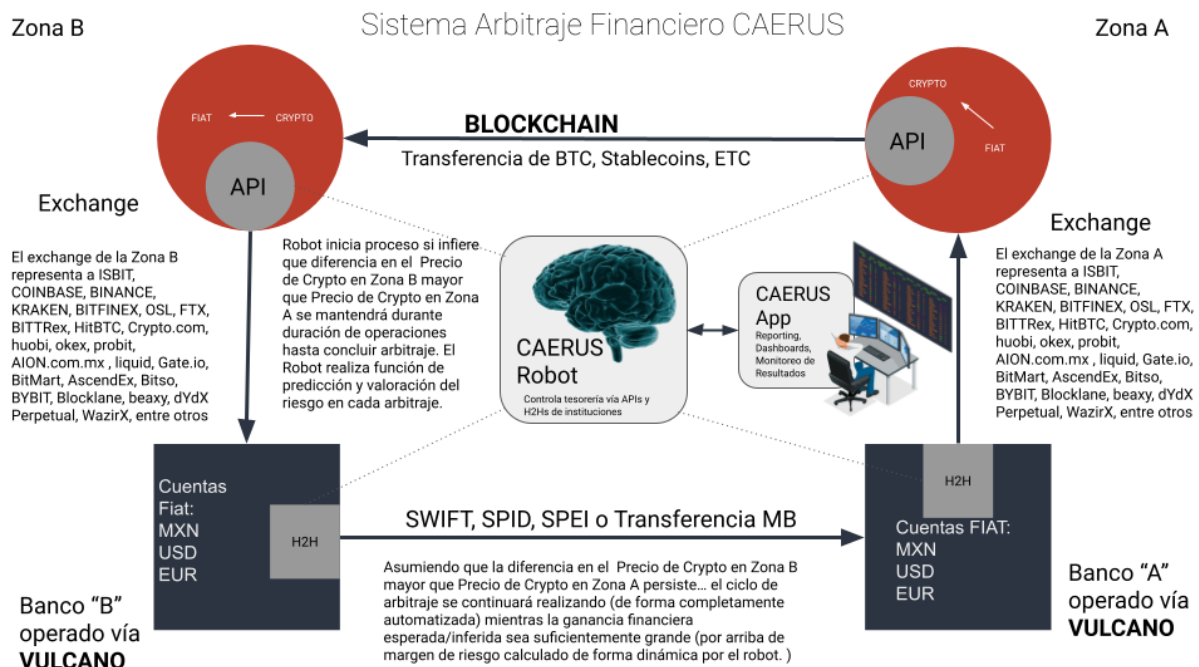 Sistema Arbitraje Financiero CAERUS
Zona B
Zona A
FIAT
CRYPTO
API
BLOCKCHAIN
Transferencia de BTC, Stablecoins, ETC
CRYPTO
API
FIAT
Exchange
El exchange de la Zona B
representa a ISBIT,
COINBASE, BINANCE,
KRAKEN, BITFINEX, OSL, FTX,
BITTRex, HitBTC, Crypto.com,
huobi, okex, probit,
AION.com.mx , liquid, Gate.io,
BitMart, AscendEx, Bitso,
BYBIT, Blocklane, beaxy, dYdX
Perpetual, WazirX, entre otros
Robot inicia proceso si infiere
que diferencia en el Precio
de Crypto en Zona B mayor
que Precio de Crypto en Zona
A se mantendrá durante
duración de operaciones
hasta concluir arbitraje. El
Robot realiza función de
predicción y valoración del
riesgo en cada arbitraje.
CAERUS
Robot
Controla tesorería vía APIs y
H2Hs de instituciones
CAERUS
App
Reporting,
Dashboards,
Monitoreo de
Resultados
Exchange
El exchange de la Zona A
representa a ISBIT,
COINBASE, BINANCE,
KRAKEN, BITFINEX, OSL, FTX,
BITTRex, HitBTC, Crypto.com,
huobi, okex, probit,
AION.com.mx , liquid, Gate.io,
BitMart, AscendEx, Bitso,
BYBIT, Blocklane, beaxy, dYdX
Perpetual, WazirX, entre otros
Cuentas
Fiat:
MXN
USD
EUR
H2H
Banco “B”
operado vía
VULCANO
SWIFT, SPID, SPEI o Transferencia MB
Asumiendo que la diferencia en el Precio de Crypto en Zona B
mayor que Precio de Crypto en Zona A persiste… el ciclo de
arbitraje se continuará realizando (de forma completamente
automatizada) mientras la ganancia financiera
esperada/inferida sea suficientemente grande (por arriba de
margen de riesgo calculado de forma dinámica por el robot. )
H2H
Cuentas FIAT:
MXN
USD
EUR
Banco “A”
operado vía
VULCANO